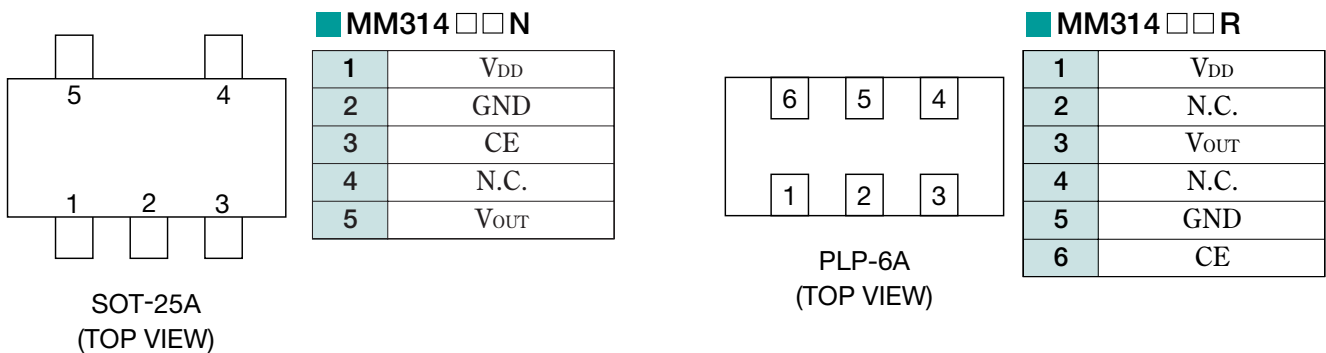 MM314□□N
5 4
1 2 3
SOT-25A
(TOP VIEW)
1 VDD
2 GND
3 CE
4 N.C.
5 VOUT
MM314□□R
6 5 4
1 2 3
PLP-6A
(TOP VIEW)
1 VDD
2 N.C.
3 VOUT
4 N.C.
5 GND
6 CE